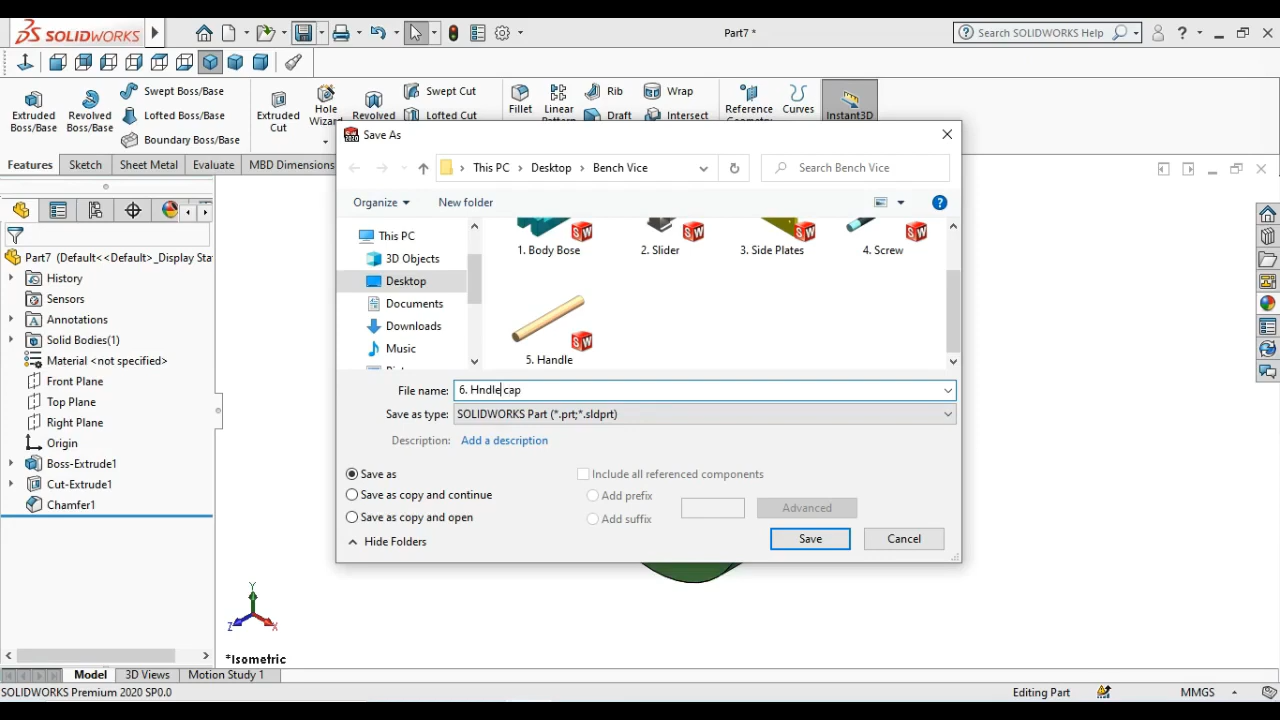 SOLIDWORKS
Part7 *
Search SOLIDWORKS Help
Extruded Boss/Base
Revolved Boss/Base
Swept Boss/Base
Lofted Boss/Base
Boundary Boss/Base
Extruded Cut
Hole Wizard
Revolved
Swept Cut
Lofted Cut
Fillet
Linear
Rib
Draft
Wrap
Intersect
Reference
Curves
Instant3D
Features
Sketch
Sheet Metal
Evaluate
MBD Dimensions
Save As
This PC > Desktop > Bench Vice
Search Bench Vice
Organize
New folder
This PC
3D Objects
Desktop
Documents
Downloads
Music
1. Body Bose
2. Slider
3. Side Plates
4. Screw
5. Handle
File name: 6. Hndle cap
Save as type: SOLIDWORKS Part (*.prt;*.sldprt)
Description: Add a description
Save as
Save as copy and continue
Save as copy and open
Include all referenced components
Add prefix
Add suffix
Advanced
Hide Folders
Save
Cancel
Part7 (Default<<Default>_Display Sta
History
Sensors
Annotations
Solid Bodies(1)
Material <not specified>
Front Plane
Top Plane
Right Plane
Origin
Boss-Extrude1
Cut-Extrude1
Chamfer1
Y
Z
X
*Isometric
Model
3D Views
Motion Study 1
SOLIDWORKS Premium 2020 SP0.0
Editing Part
MMGS